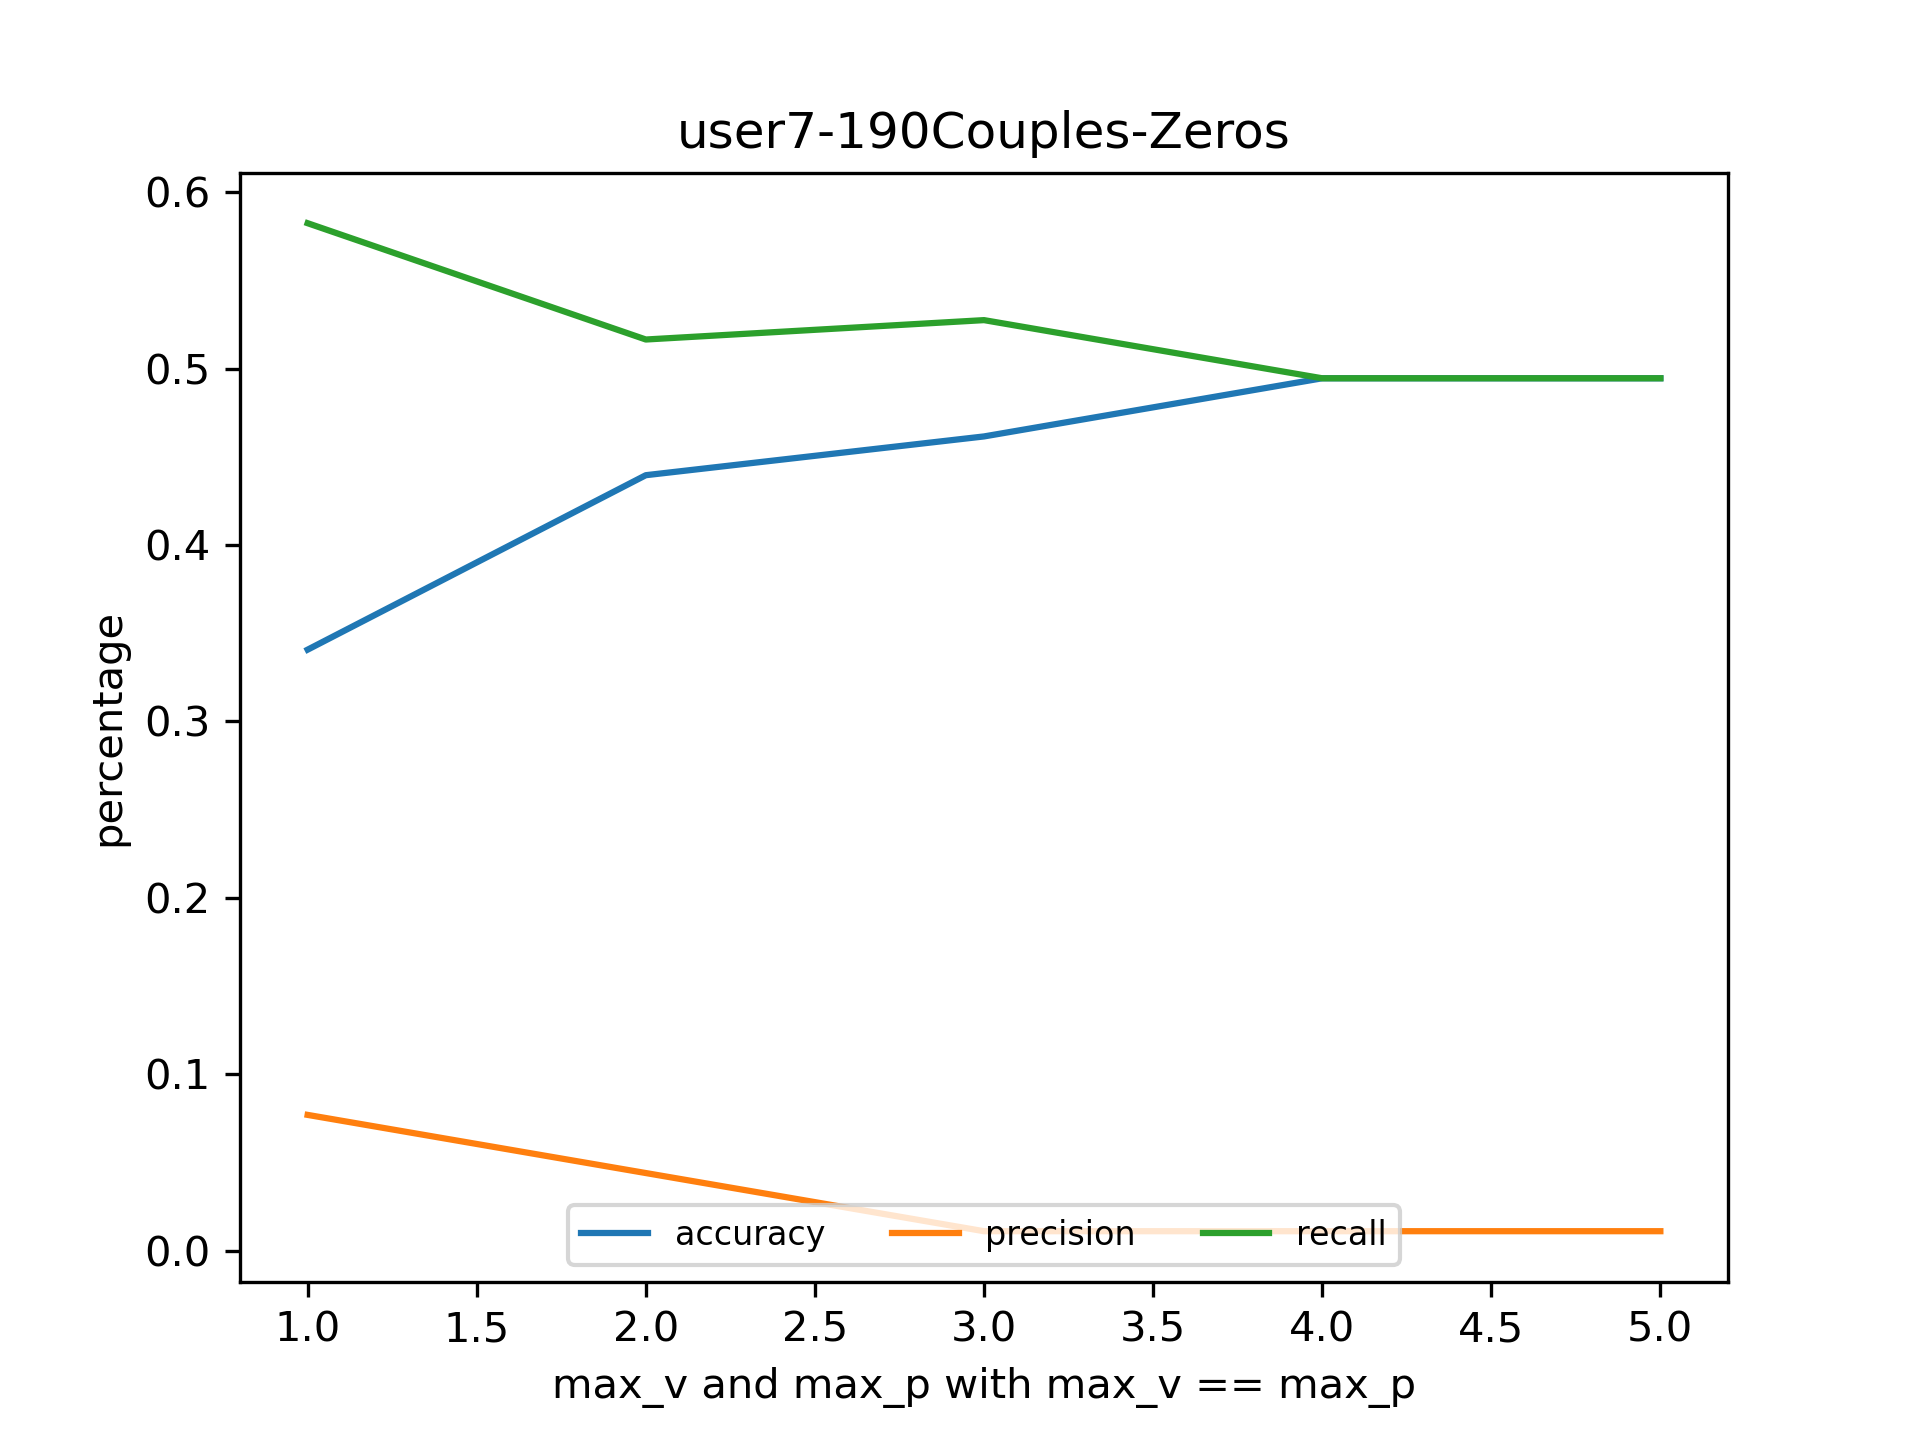 user7-190Couples-Zeros
0.6
0.5
0.4
0.3
0.2
0.1
0.0
percentage
accuracy precision recall
1.0 1.5 2.0 2.5 3.0 3.5 4.0 4.5 5.0
max_v and max_p with max_v == max_p